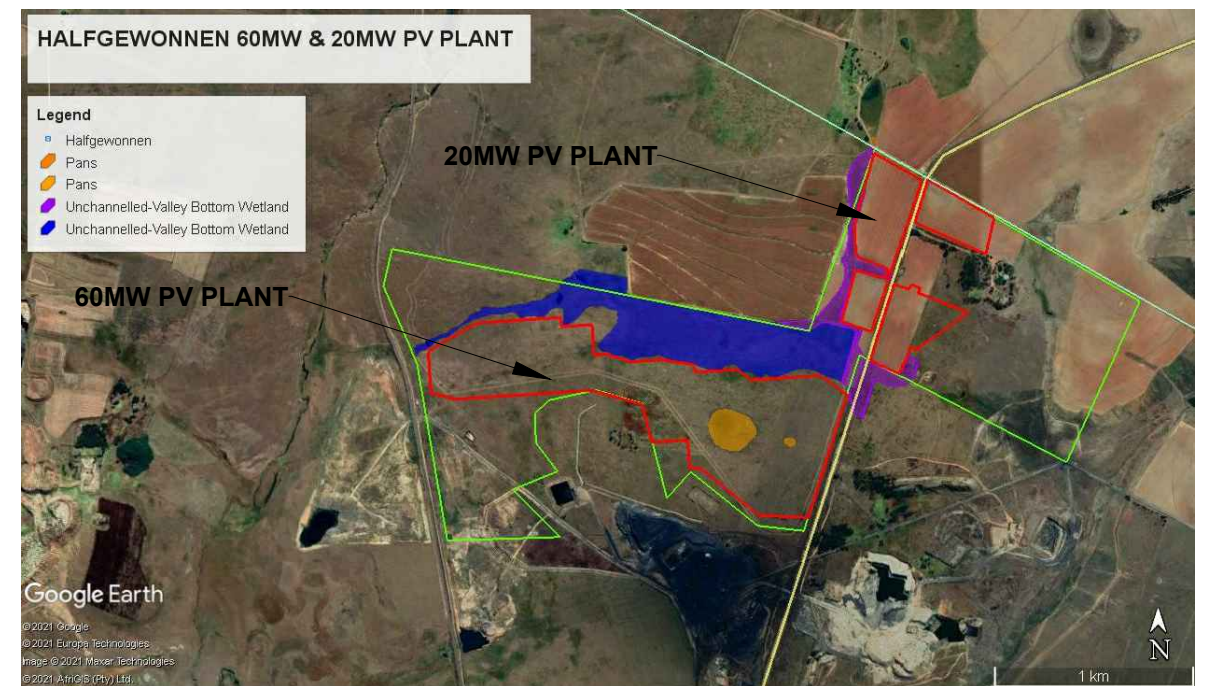 HALFGEWONNEN 60MW & 20MW PV PLANT
Legend
Halfgewonnen
Pans
Pans
Unchannelled-Valley Bottom Wetland
Unchannelled-Valley Bottom Wetland
20MW PV PLANT
60MW PV PLANT
Google Earth
©2021 Google
©2021 Europa Technologies
Image © 2021 Maxar Technologies
©2021 AfriGIS (Pty) Ltd.
N
1 km